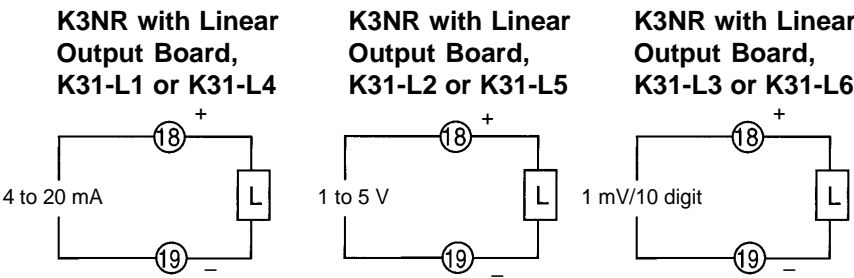 K3NR with Linear
Output Board,
K31-L1 or K31-L4
+
18
4 to 20 mA
L
19
–
K3NR with Linear
Output Board,
K31-L2 or K31-L5
+
18
1 to 5 V
L
19
–
K3NR with Linear
Output Board,
K31-L3 or K31-L6
+
18
1 mV/10 digit
L
19
–